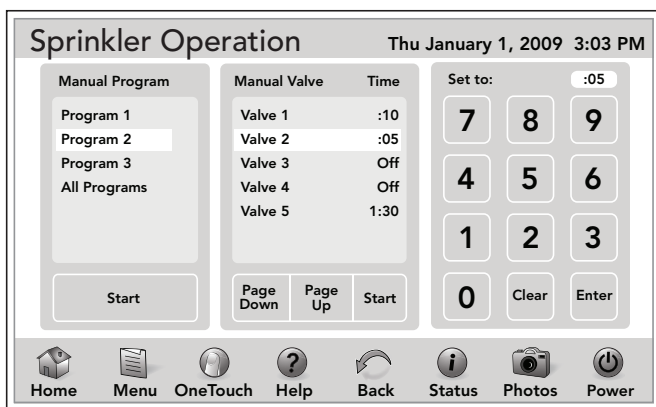 Sprinkler Operation
Thu January 1, 2009 3:03 PM
Manual Program
Program 1
Program 2
Program 3
All Programs
Start
Manual Valve Time
Valve 1 :10
Valve 2 :05
Valve 3 Off
Valve 4 Off
Valve 5 1:30
Page Down
Page Up
Start
Set to: :05
7 8 9
4 5 6
1 2 3
0 Clear Enter
Home Menu OneTouch Help Back Status Photos Power